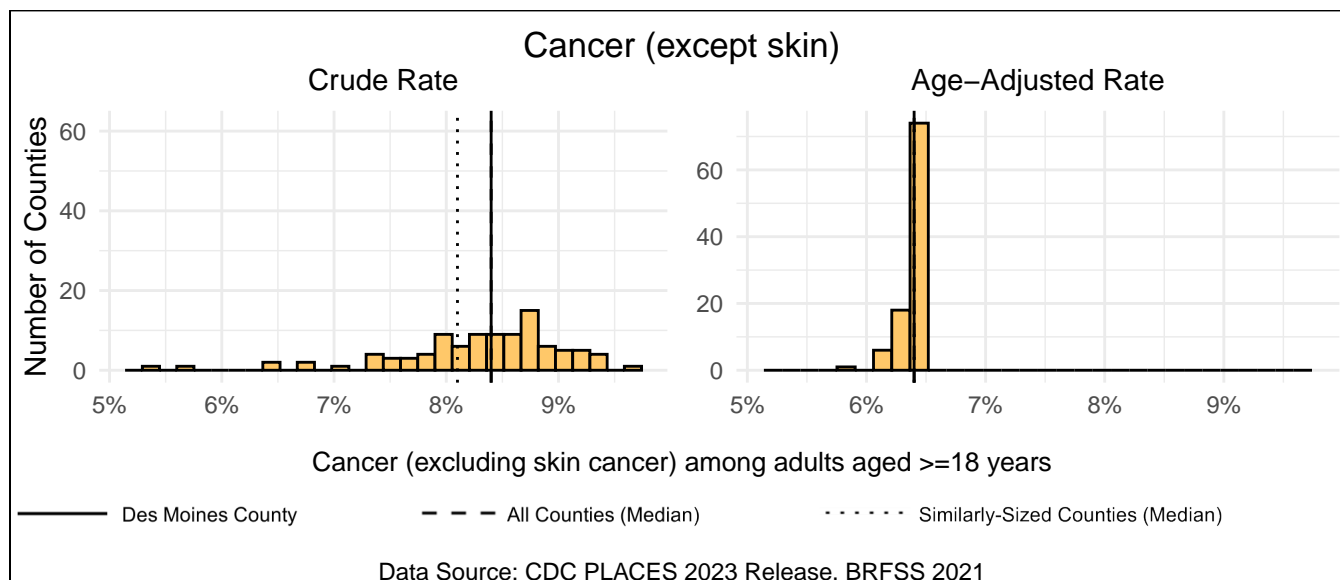 Cancer (except skin)
Crude Rate
Age−Adjusted Rate
Number of Counties
60
40
20
0
5%
6%
7%
8%
9%
60
40
20
0
5%
6%
7%
8%
9%
Cancer (excluding skin cancer) among adults aged >=18 years
Des Moines County
All Counties (Median)
Similarly−Sized Counties (Median)
Data Source: CDC PLACES 2023 Release, BRFSS 2021